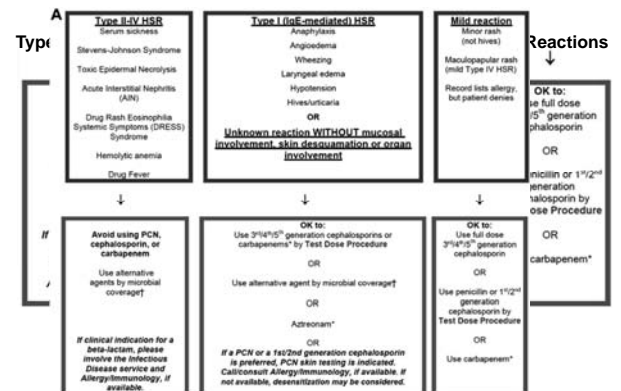 A
Type
Reactions
Type II-IV HSR
Serum sickness
Stevens-Johnson Syndrome
Toxic Epidermal Necrolysis
Acute Interstitial Nephritis
(AIN)
Drug Rash Eosinophilia
Systemic Symptoms (DRESS)
Syndrome
Hemolytic anemia
Drug Fever
Type I (IgE-mediated) HSR
Anaphylaxis
Angioedema
Wheezing
Laryngeal edema
Hypotension
Hives/urticaria
OR
Unknown reaction WITHOUT mucosal
involvement, skin desquamation or organ
involvement
Mild reaction
Minor rash
(not hives)
Maculopapular rash
(mild Type IV HSR)
Record lists allergy,
but patient denies
↓
↓
↓
↓
Avoid using PCN,
cephalosporin, or
carbapenem
Use alternative
agents by microbial
coverage†
If clinical indication for a
beta-lactam, please
involve the Infectious
Disease service and
Allergy/Immunology, if
available.
OK to:
Use 3rd/4th/5th generation cephalosporins or
carbapenems* by Test Dose Procedure
OR
Use alternative agent by microbial coverage†
OR
Aztreonam*
OR
If a PCN or a 1st/2nd generation cephalosporin
is preferred, PCN skin testing is indicated.
Call/consult Allergy/Immunology, if available. If
not available, desensitization may be considered.
OK to:
Use full dose
3rd/4th/5th generation
cephalosporin
OR
Use penicillin or 1st/2nd
generation
cephalosporin by
Test Dose Procedure
OR
Use carbapenem*
If
OK to:
se full dose
/5th generation
phalosporin
OR
nicillin or 1st/2nd
generation
halosporin by
ose Procedure
OR
carbapenem*